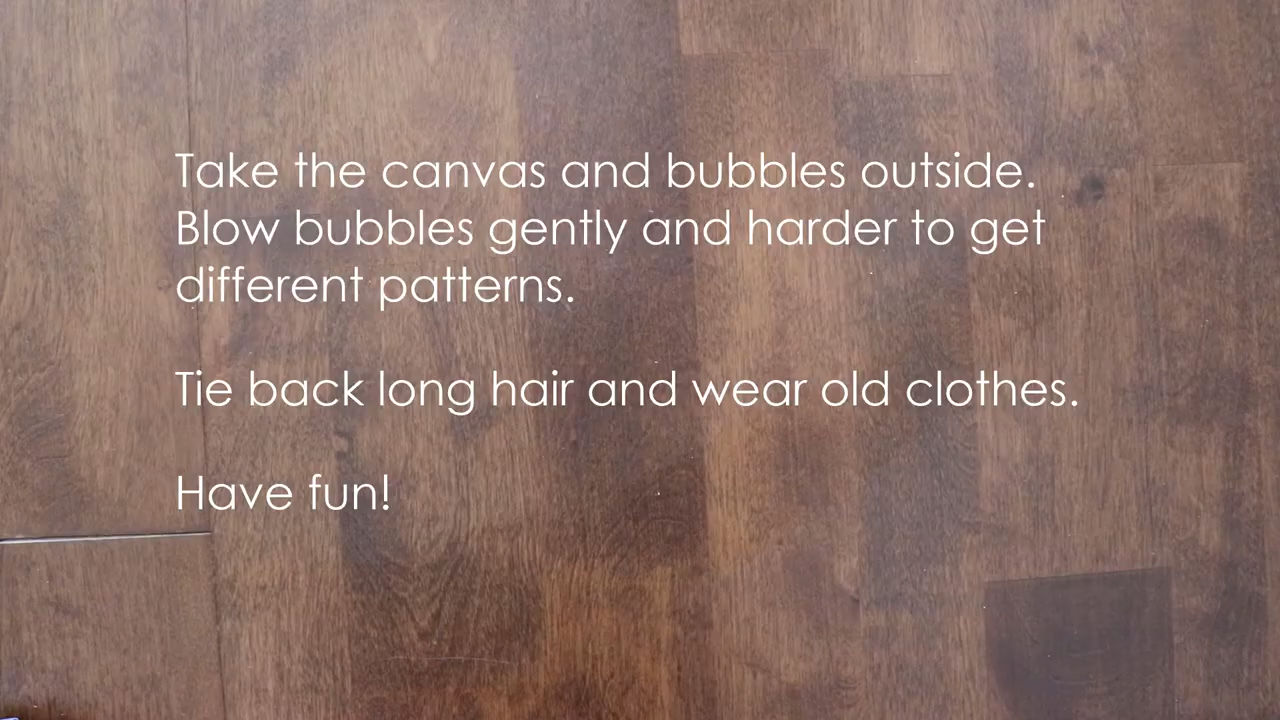 Take the canvas and bubbles outside.
Blow bubbles gently and harder to get
different patterns.
Tie back long hair and wear old clothes.
Have fun!